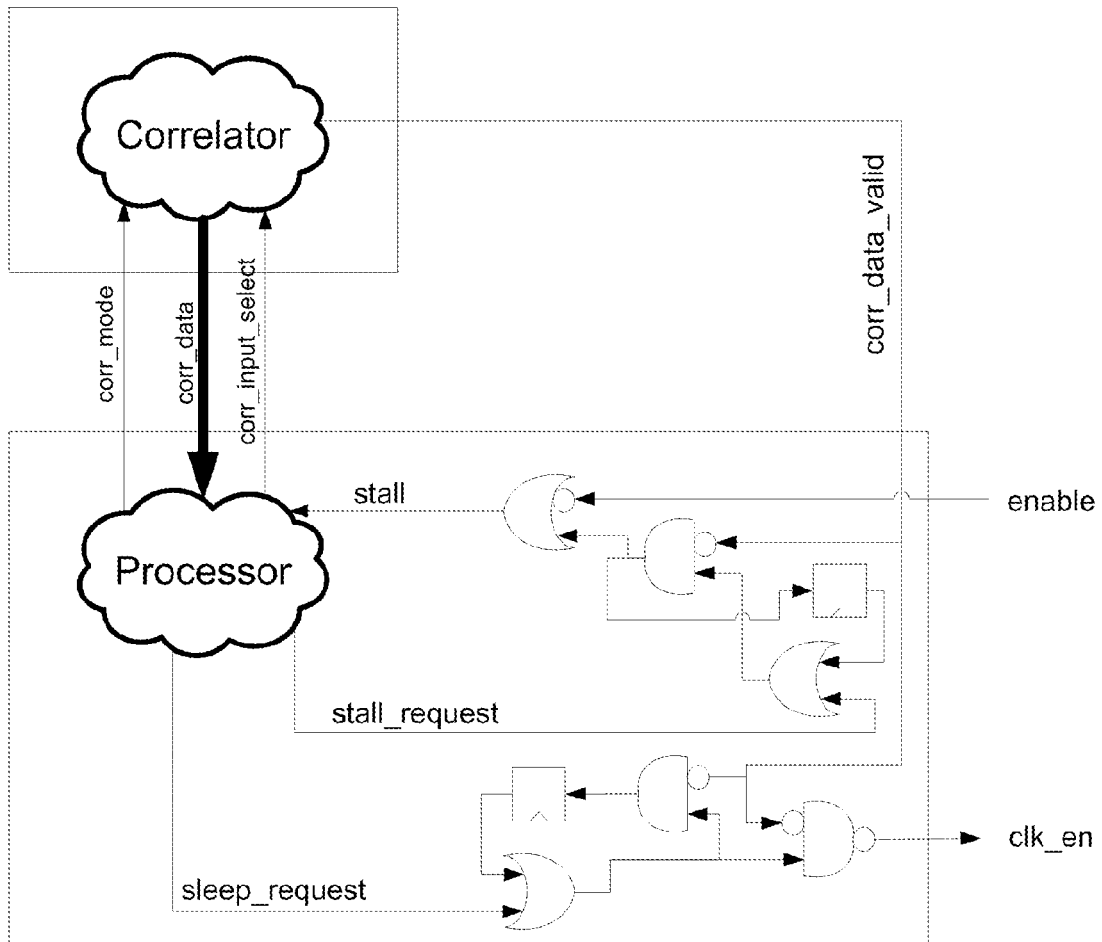 Correlator
corr_data_valid
corr_mode
corr_data
corr_input_select
stall
enable
Processor
stall_request
clk_en
sleep_request